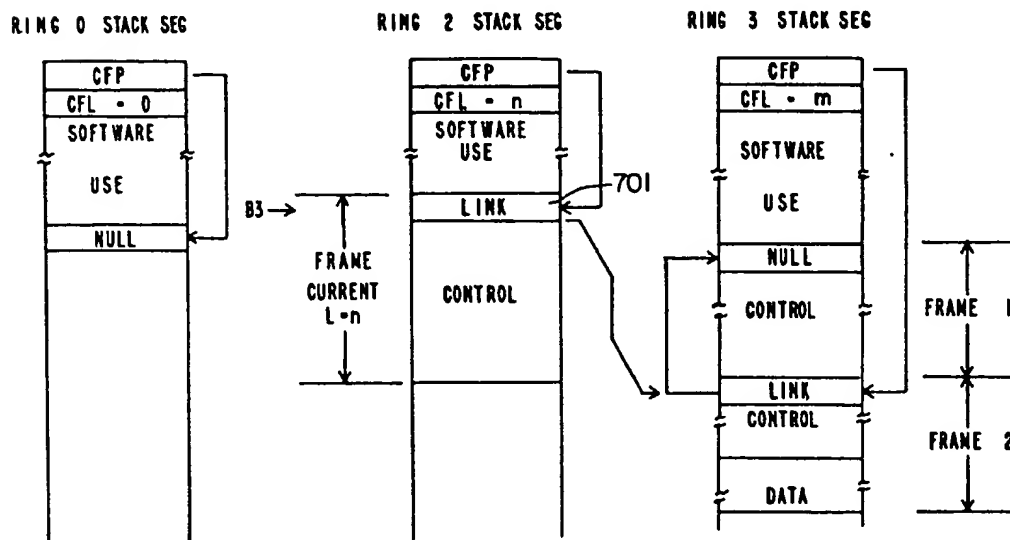 RING 0 STACK SEG
CFP
CFL = 0
SOFTWARE
USE
NULL
B3
FRAME
CURRENT
L=n
RING 2 STACK SEG
CFP
CFL = n
SOFTWARE
USE
701
LINK
CONTROL
RING 3 STACK SEG
CFP
CFL = m
SOFTWARE
USE
NULL
CONTROL
FRAME 1
LINK
CONTROL
FRAME 2
DATA